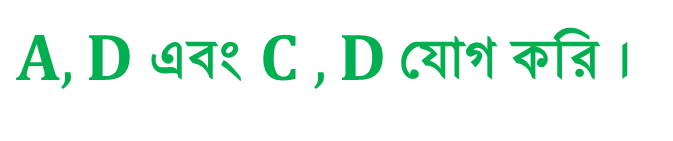 A, D এবং C , D যোগ করি ।